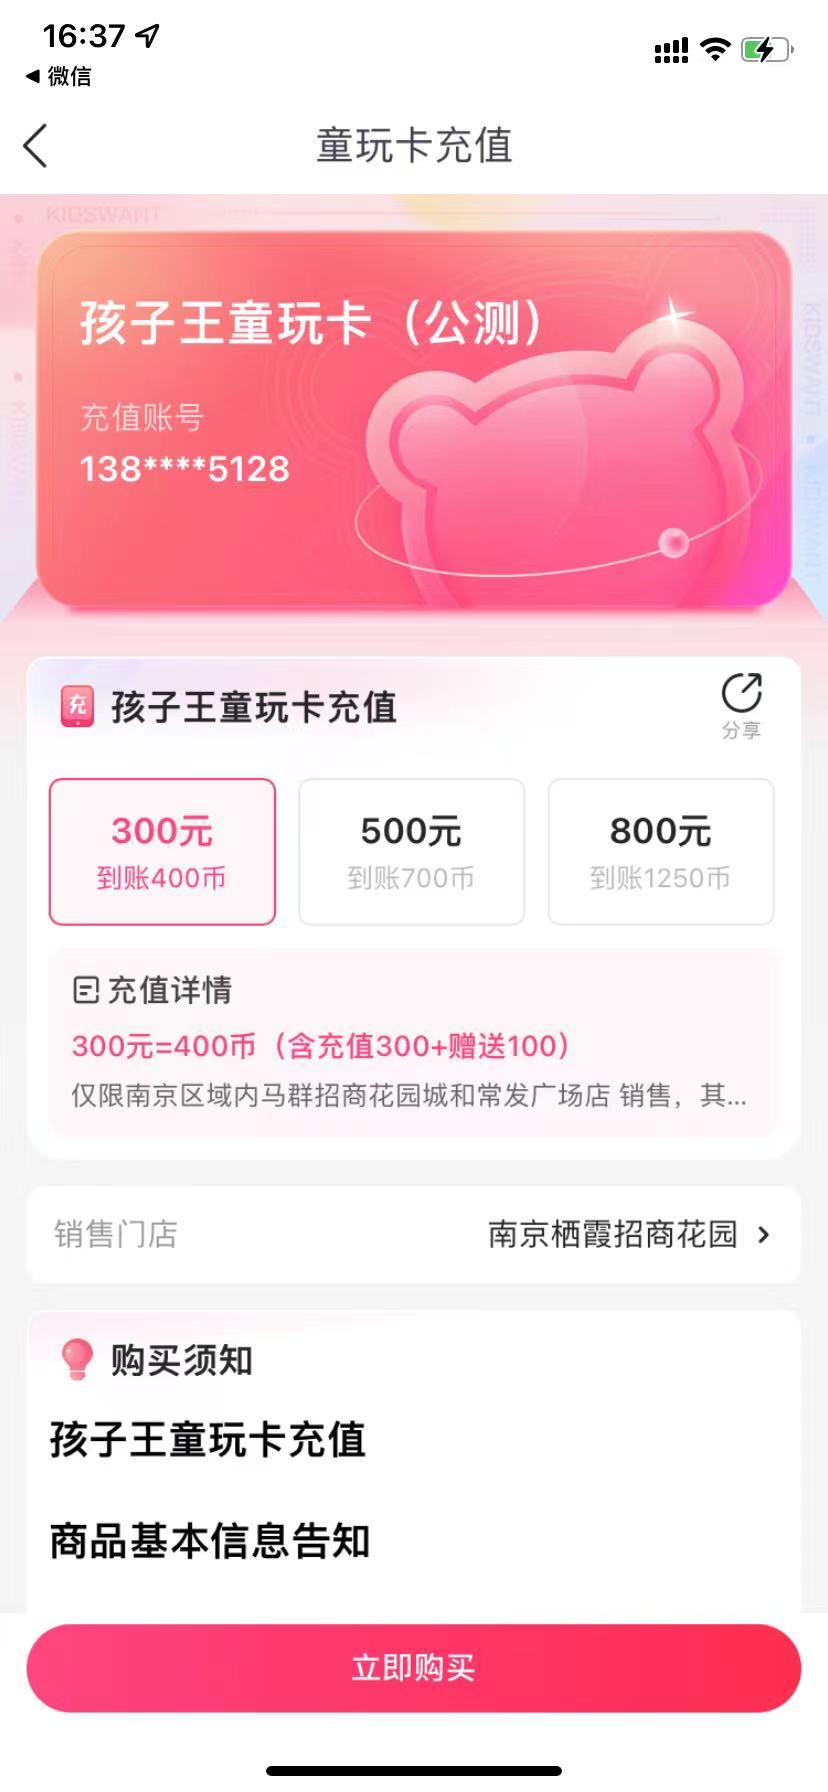 16:37
微信
童玩卡充值
KIDSWANT
孩子王童玩卡（公测）
充值账号
138****5128
KIDSWANT
充
孩子王童玩卡充值
分享
300元
到账400币
500元
到账700币
800元
到账1250币
充值详情
300元=400币（含充值300+赠送100）
仅限南京区域内马群招商花园城和常发广场店 销售，其...
销售门店
南京栖霞招商花园
购买须知
孩子王童玩卡充值
商品基本信息告知
立即购买